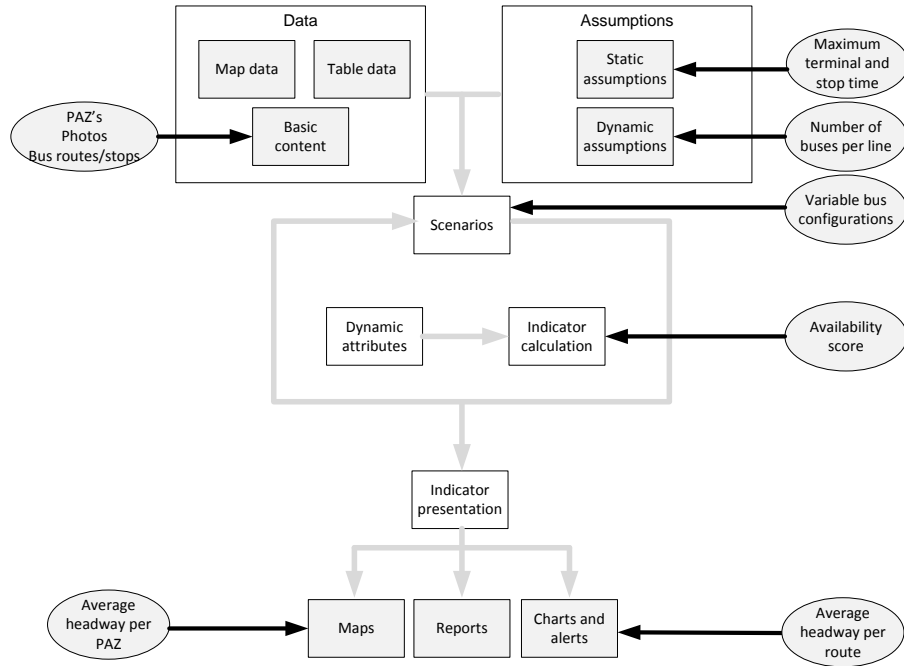 Data
Assumptions
Map data
Table data
Basic
content
PAZ's
Photos
Bus routes/stops
Static
assumptions
Dynamic
assumptions
Maximum
terminal and
stop time
Number of
buses per line
Variable bus
configurations
Scenarios
Dynamic
attributes
Indicator
calculation
Availability
score
Indicator
presentation
Average
headway per
PAZ
Maps
Reports
Charts and
alerts
Average
headway per
route